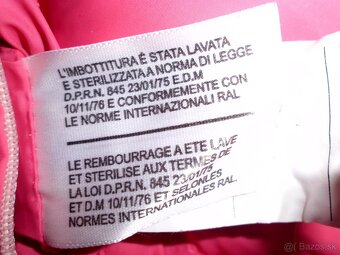 L'IMBOTTITURA É STATA LAVATA
E STERILIZZATA A NORMA DI LEGGE
D.P.R.N. 845 23/01/75 E.D.M
10/11/76 E CONFORMEMENTE CON
LE NORME INTERNAZIONALI RAL
LE REMBOURRAGE A ETE LAVE
ET STERILISE AUX TERMES DE
LA LOI D.P.R.N. 845 23/01/75
ET D.M 10/11/76 ET SELONLES
NORMES INTERNATIONALES RAL.
Bazos.sk